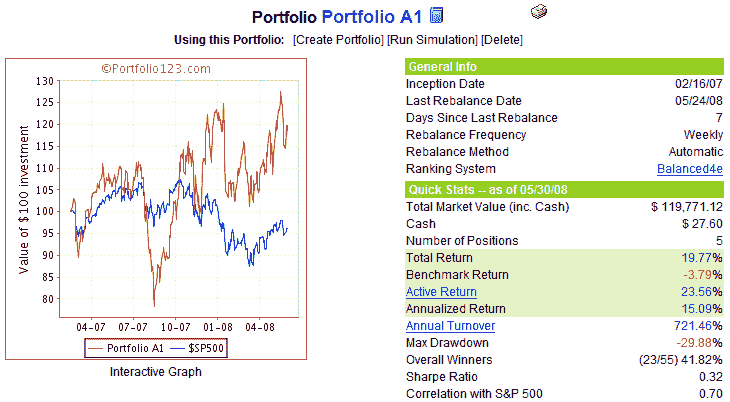 Portfolio Portfolio A1
Using this Portfolio: [Create Portfolio] [Run Simulation] [Delete]
©Portfolio123.com
Value of $100 investment
130
125
120
115
110
105
100
95
90
85
80
04-07 07-07 10-07 01-08 04-08
Portfolio A1 $SP500
Interactive Graph
General Info
Inception Date 02/16/07
Last Rebalance Date 05/24/08
Days Since Last Rebalance 7
Rebalance Frequency Weekly
Rebalance Method Automatic
Ranking System Balanced4e
Quick Stats -- as of 05/30/08
Total Market Value (inc. Cash) $ 119,771.12
Cash $ 27.60
Number of Positions 5
Total Return 19.77%
Benchmark Return -3.79%
Active Return 23.56%
Annualized Return 15.09%
Annual Turnover 721.46%
Max Drawdown -29.88%
Overall Winners (23/55) 41.82%
Sharpe Ratio 0.32
Correlation with S&P 500 0.70